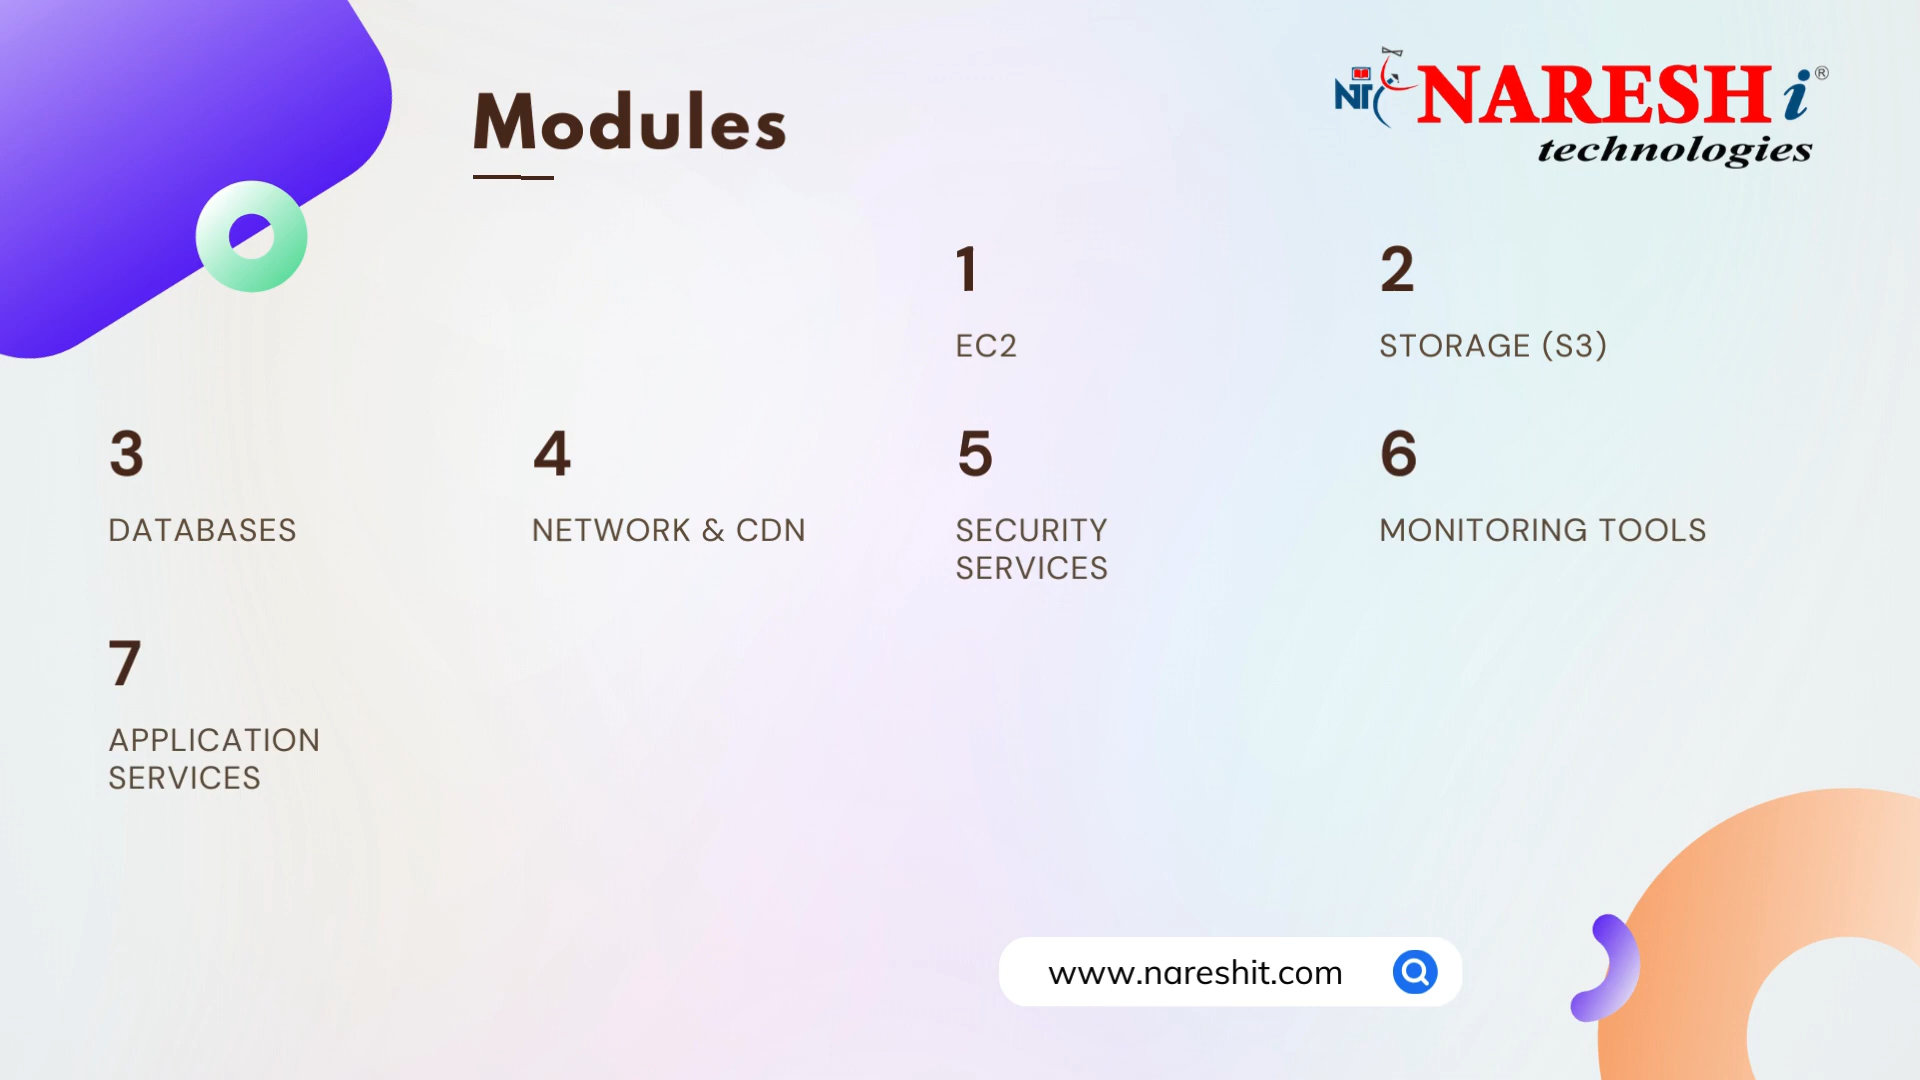 Modules
NT NARESH i ®
technologies
1
EC2
2
STORAGE (S3)
3
DATABASES
4
NETWORK & CDN
5
SECURITY
SERVICES
6
MONITORING TOOLS
7
APPLICATION
SERVICES
www.nareshit.com